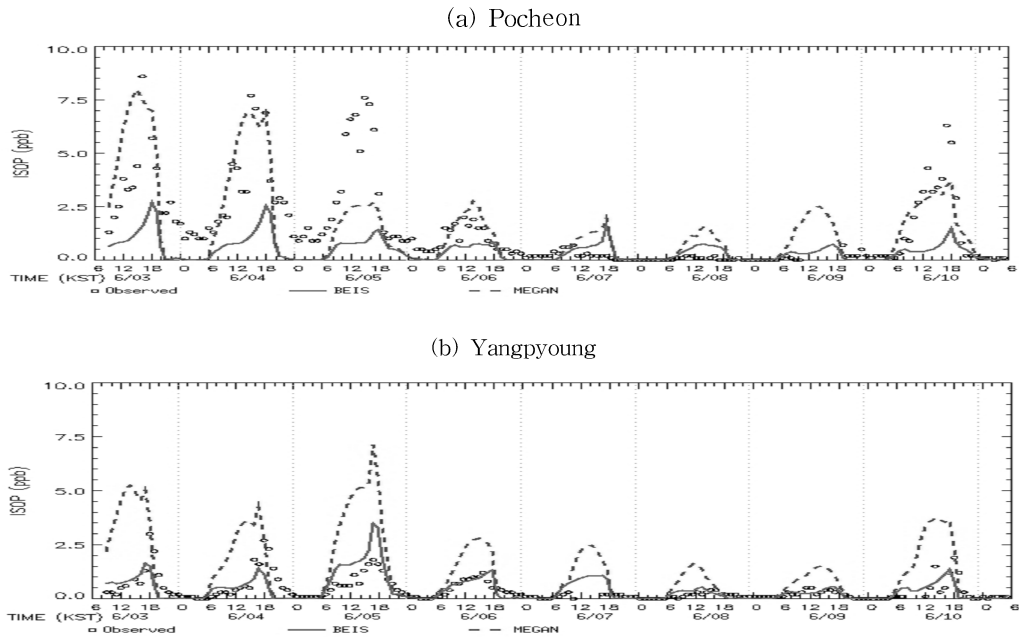 (a) Pocheon
10.0
7.5
5.0
2.5
0.0
ISOP (ppb)
6 12 18 0 6 12 18 0 6 12 18 0 6 12 18 0 6 12 18 0 6 12 18 0 6 12 18 0 6 12 18 0 6
TIME (KST) 6/03 6/04 6/05 6/06 6/07 6/08 6/09 6/10
Observed BEIS MEGAN
(b) Yangpyoung
10.0
7.5
5.0
2.5
0.0
ISOP (ppb)
6 12 18 0 6 12 18 0 6 12 18 0 6 12 18 0 6 12 18 0 6 12 18 0 6 12 18 0 6 12 18 0 6
TIME (KST) 6/03 6/04 6/05 6/06 6/07 6/08 6/09 6/10
Observed BEIS MEGAN